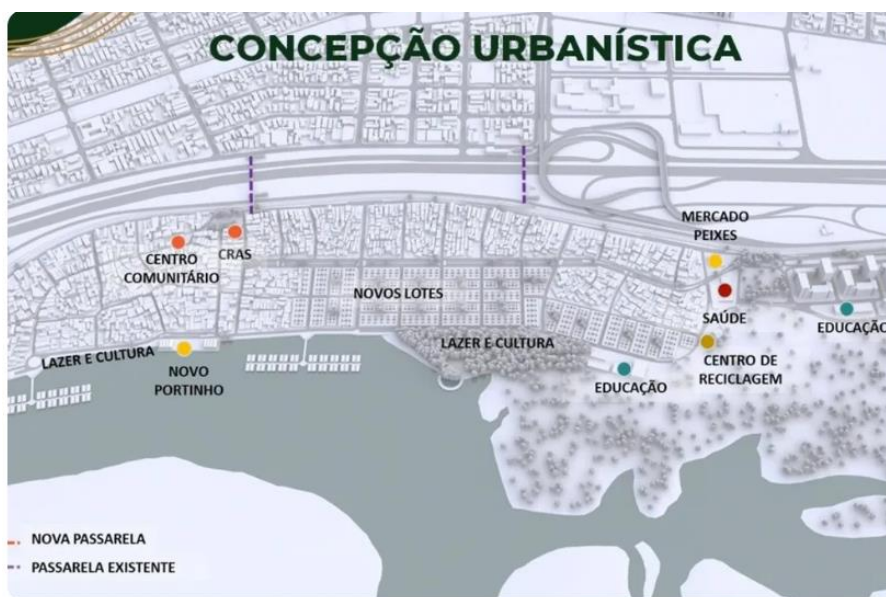 CONCEPÇÃO URBANÍSTICA
MERCADO
PEIXES
CENTRO
COMUNITÁRIO
CRAS
NOVOS LOTES
SAÚDE
EDUCAÇÃO
LAZER E CULTURA
LAZER E CULTURA
NOVO
PORTINHO
EDUCAÇÃO
CENTRO DE
RECICLAGEM
NOVA PASSARELA
PASSARELA EXISTENTE